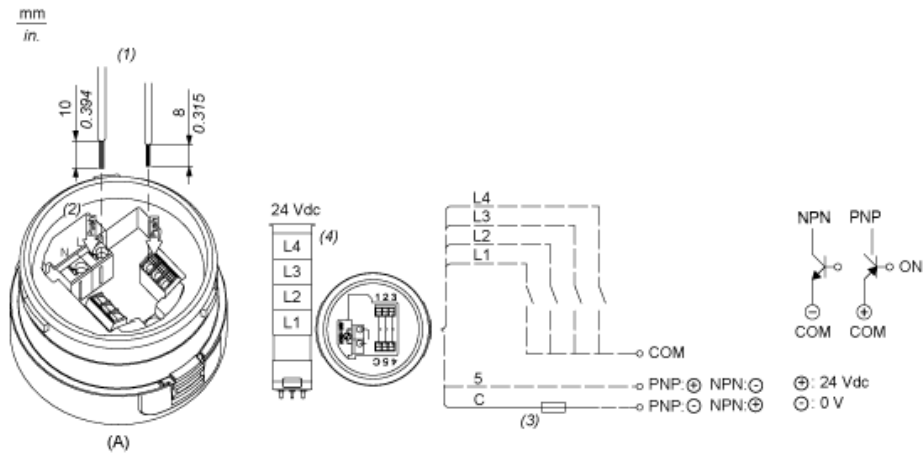 mm
in.
(1)
10
0.394
8
0.315
(2)
N L
(A)
24 Vdc
(4)
L4
L3
L2
L1
1 2 3
4 5 C
L4
L3
L2
L1
COM
5
PNP:⊕ NPN:⊖
C
PNP:⊖ NPN:⊕
(3)
⊕: 24 Vdc
⊖: 0 V
NPN PNP
ON
⊖ ⊕
COM COM